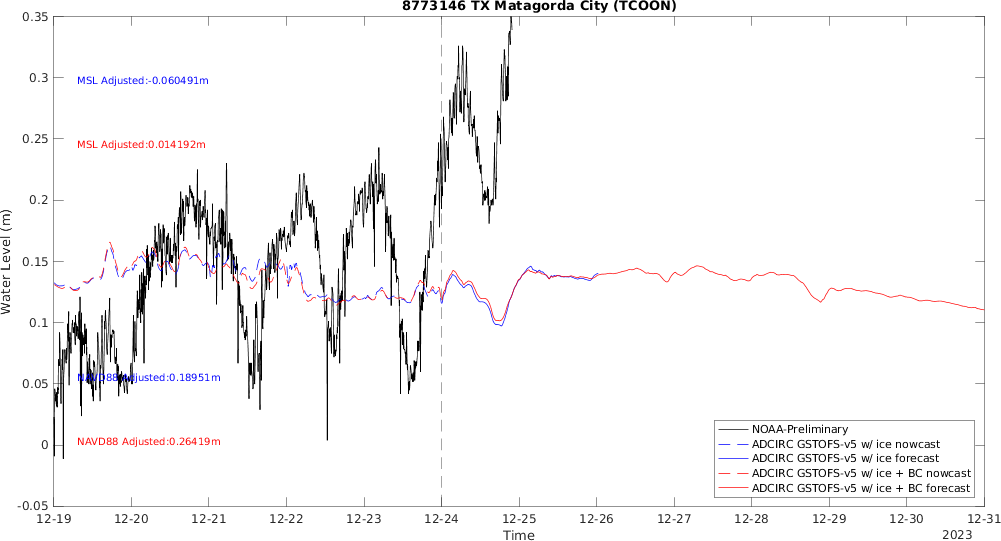 8773146 TX Matagorda City (TCOON)
0.35
0.3
0.25
0.2
0.15
0.1
0.05
0
-0.05
Water Level (m)
MSL Adjusted:-0.060491m
MSL Adjusted:0.014192m
NAVD88 Adjusted:0.18951m
NAVD88 Adjusted:0.26419m
NOAA-Preliminary
ADCIRC GSTOFS-v5 w/ ice nowcast
ADCIRC GSTOFS-v5 w/ ice forecast
ADCIRC GSTOFS-v5 w/ ice + BC nowcast
ADCIRC GSTOFS-v5 w/ ice + BC forecast
12-19 12-20 12-21 12-22 12-23 12-24 12-25 12-26 12-27 12-28 12-29 12-30 12-31
Time
2023